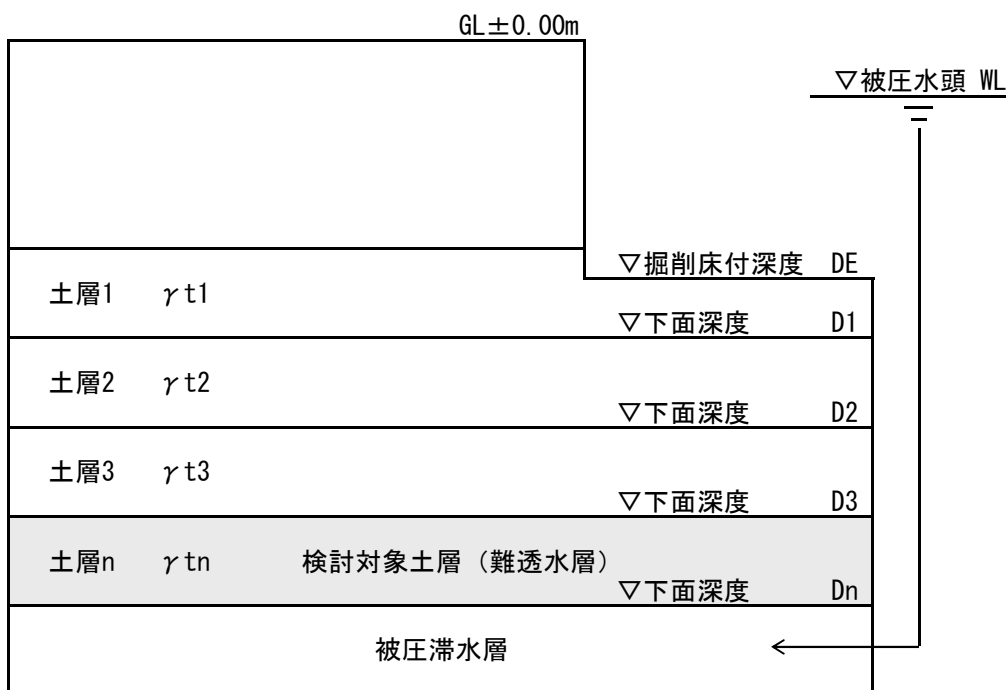 GL±0.00m
▽被圧水頭 WL
▽掘削床付深度 DE
土層1 γt1
▽下面深度 D1
土層2 γt2
▽下面深度 D2
土層3 γt3
▽下面深度 D3
土層n γtn 検討対象土層（難透水層）
▽下面深度 Dn
被圧滞水層